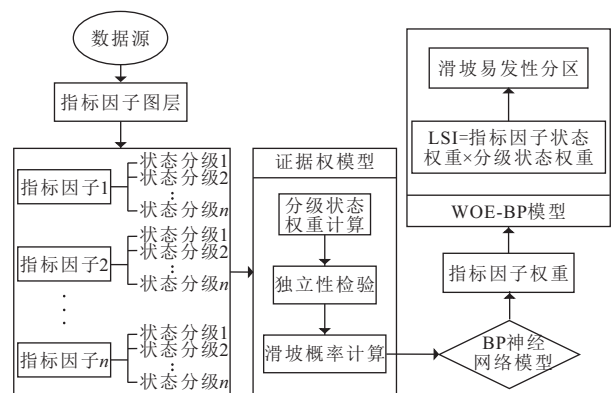 数据源
指标因子图层
指标因子1
状态分级1
状态分级2
状态分级n
指标因子2
状态分级1
状态分级2
状态分级n
指标因子n
状态分级1
状态分级2
状态分级n
证据权模型
分级状态
权重计算
独立性检验
滑坡概率计算
BP神经
网络模型
指标因子权重
WOE-BP模型
LSI=指标因子状态
权重×分级状态权重
滑坡易发性分区